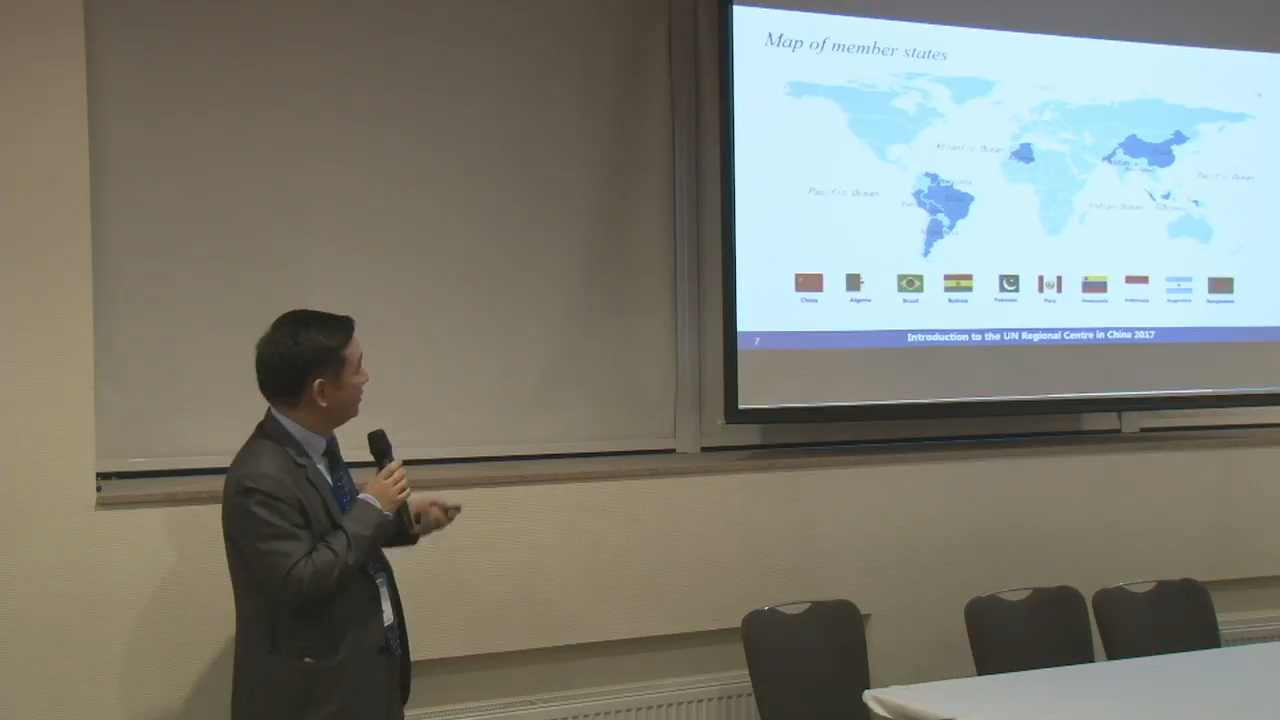 Map of member states
Atlantic Ocean
Pacific Ocean
Pacific Ocean
Indian Ocean
China
Algeria
Brazil
Bolivia
Pakistan
Peru
Venezuela
Indonesia
Argentina
Bangladesh
7
Introduction to the UN Regional Centre in China 2017